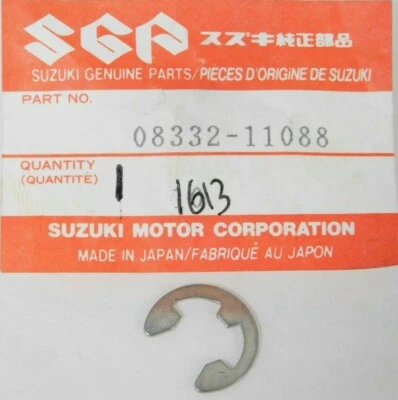 SGP スズキ純正部品
SUZUKI GENUINE PARTS/PIÈCES D'ORIGINE DE SUZUKI
PART NO.
08332-11088
QUANTITY
(QUANTITÉ)
1 1613
SUZUKI MOTOR CORPORATION
MADE IN JAPAN/FABRIQUÉ AU JAPON